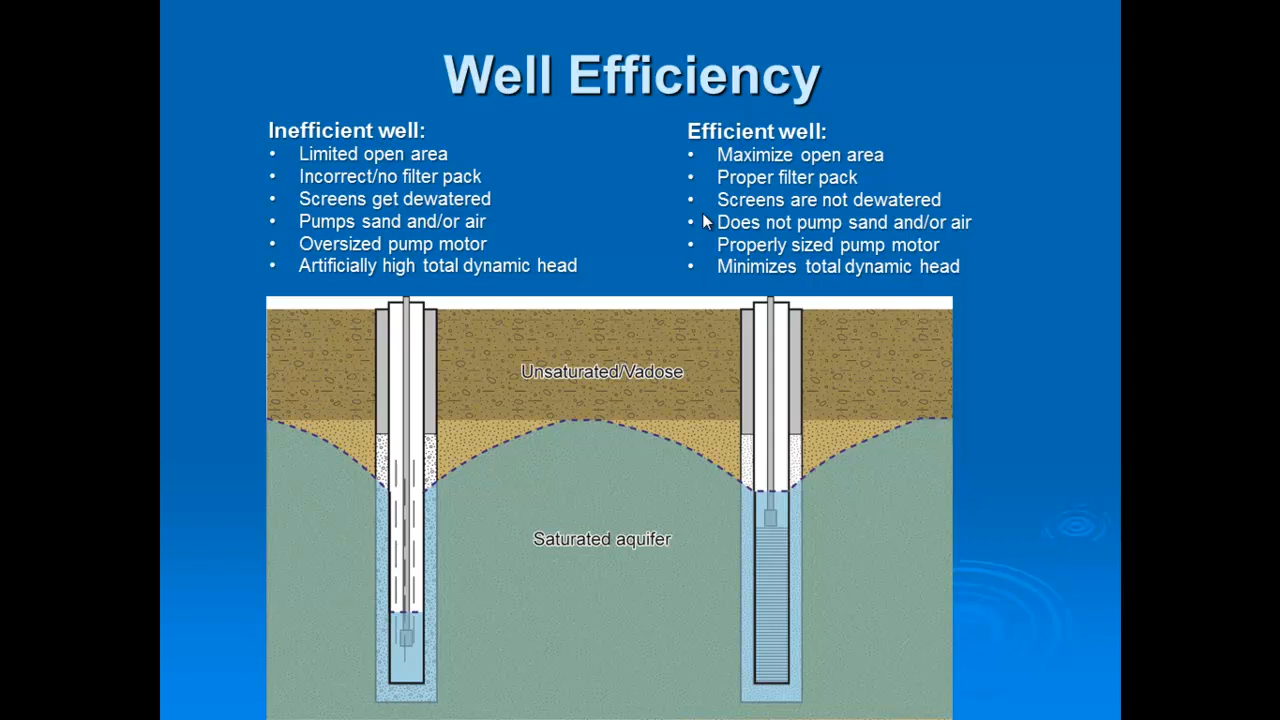 Well Efficiency
Inefficient well:
• Limited open area
• Incorrect/no filter pack
• Screens get dewatered
• Pumps sand and/or air
• Oversized pump motor
• Artificially high total dynamic head
Efficient well:
• Maximize open area
• Proper filter pack
• Screens are not dewatered
• Does not pump sand and/or air
• Properly sized pump motor
• Minimizes total dynamic head
Unsaturated/Vadose
Saturated aquifer